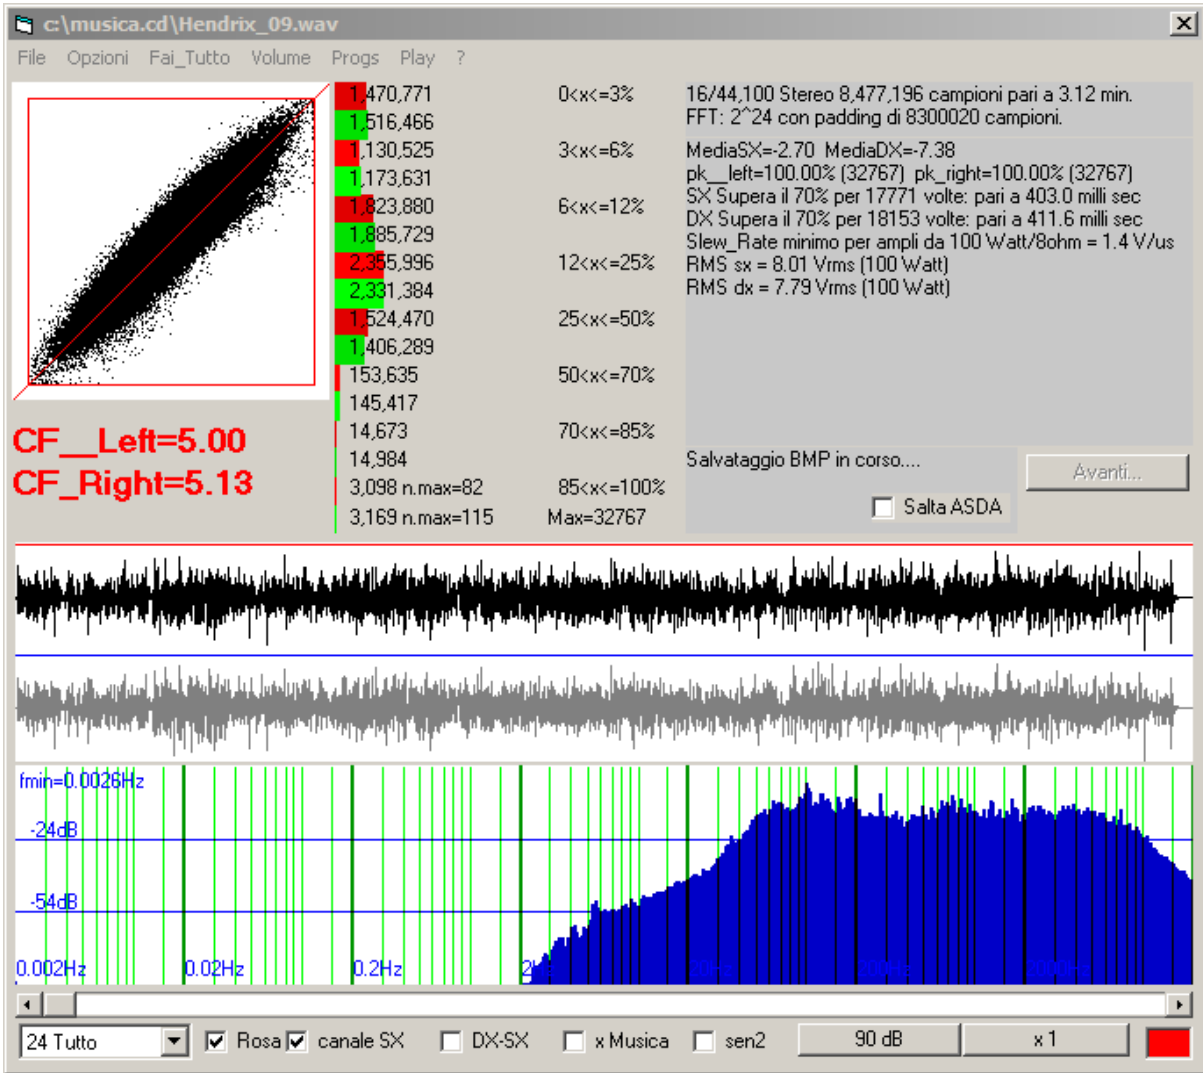 c:\musica.cd\Hendrix_09.wav
File Opzioni Fai_Tutto Volume Progs Play ?
1,470,771 0<x<=3%
1,516,466
1,130,525 3<x<=6%
1,173,631
1,823,880 6<x<=12%
1,885,729
2,355,996 12<x<=25%
2,331,384
1,524,470 25<x<=50%
1,406,289
153,635 50<x<=70%
145,417
14,673 70<x<=85%
14,984
3,098 n.max=82 85<x<=100%
3,169 n.max=115 Max=32767
CF__Left=5.00
CF_Right=5.13
16/44,100 Stereo 8,477,196 campioni pari a 3.12 min.
FFT: 2^24 con padding di 8300020 campioni.
MediaSX=-2.70 MediaDX=-7.38
pk__left=100.00% (32767) pk_right=100.00% (32767)
SX Supera il 70% per 17771 volte: pari a 403.0 milli sec
DX Supera il 70% per 18153 volte: pari a 411.6 milli sec
Slew_Rate minimo per ampli da 100 Watt/8ohm = 1.4 V/us
RMS sx = 8.01 Vrms (100 Watt)
RMS dx = 7.79 Vrms (100 Watt)
Salvataggio BMP in corso....
Avanti...
Salta ASDA
fmin=0.0026Hz
-24dB
-54dB
0.002Hz 0.02Hz 0.2Hz 2Hz 20Hz 200Hz 2000Hz
24 Tutto Rosa canale SX DX-SX x Musica sen2 90 dB x 1